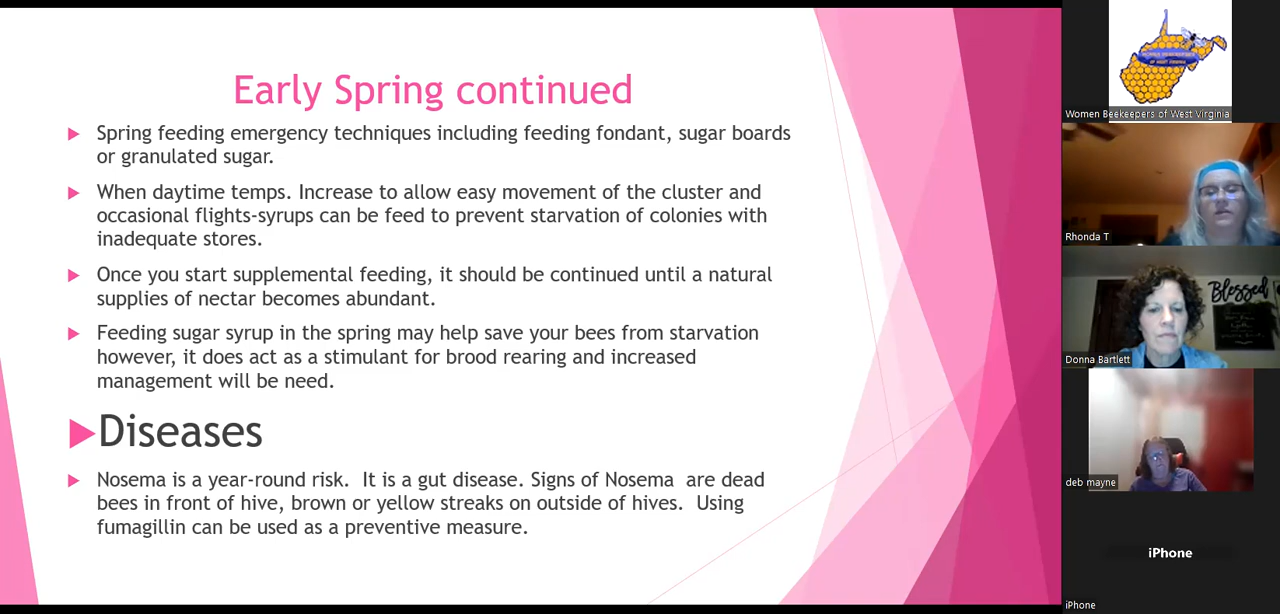 Early Spring continued
Spring feeding emergency techniques including feeding fondant, sugar boards
or granulated sugar.
When daytime temps. Increase to allow easy movement of the cluster and
occasional flights-syrups can be feed to prevent starvation of colonies with
inadequate stores.
Once you start supplemental feeding, it should be continued until a natural
supplies of nectar becomes abundant.
Feeding sugar syrup in the spring may help save your bees from starvation
however, it does act as a stimulant for brood rearing and increased
management will be need.
Diseases
Nosema is a year-round risk.  It is a gut disease. Signs of Nosema  are dead
bees in front of hive, brown or yellow streaks on outside of hives.  Using
fumagillin can be used as a preventive measure.
Women Beekeepers of West Virginia
Rhonda T
Blessed
Donna Bartlett
deb mayne
iPhone
iPhone